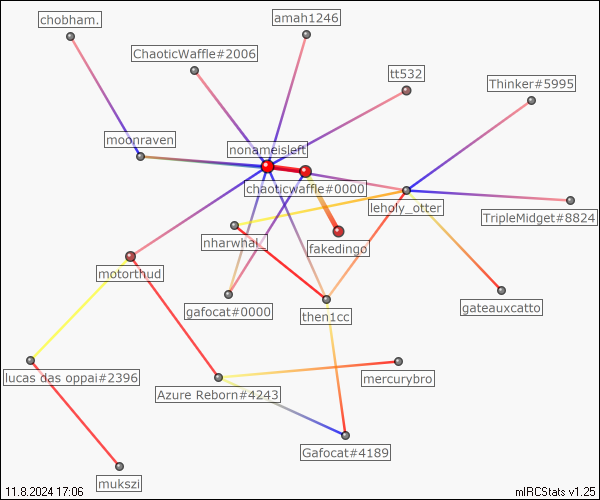 chobham.
amah1246
ChaoticWaffle#2006
tt532
Thinker#5995
moonraven
nonameisleft
chaoticwaffle#0000
leholy_otter
TripleMidget#8824
nharwhal_
fakedingo
motorthud
gafocat#0000
then1cc
gateauxcatto
lucas das oppai#2396
mercurybro
Azure Reborn#4243
Gafocat#4189
mukszi
11.8.2024 17:06
mIRCStats v1.25